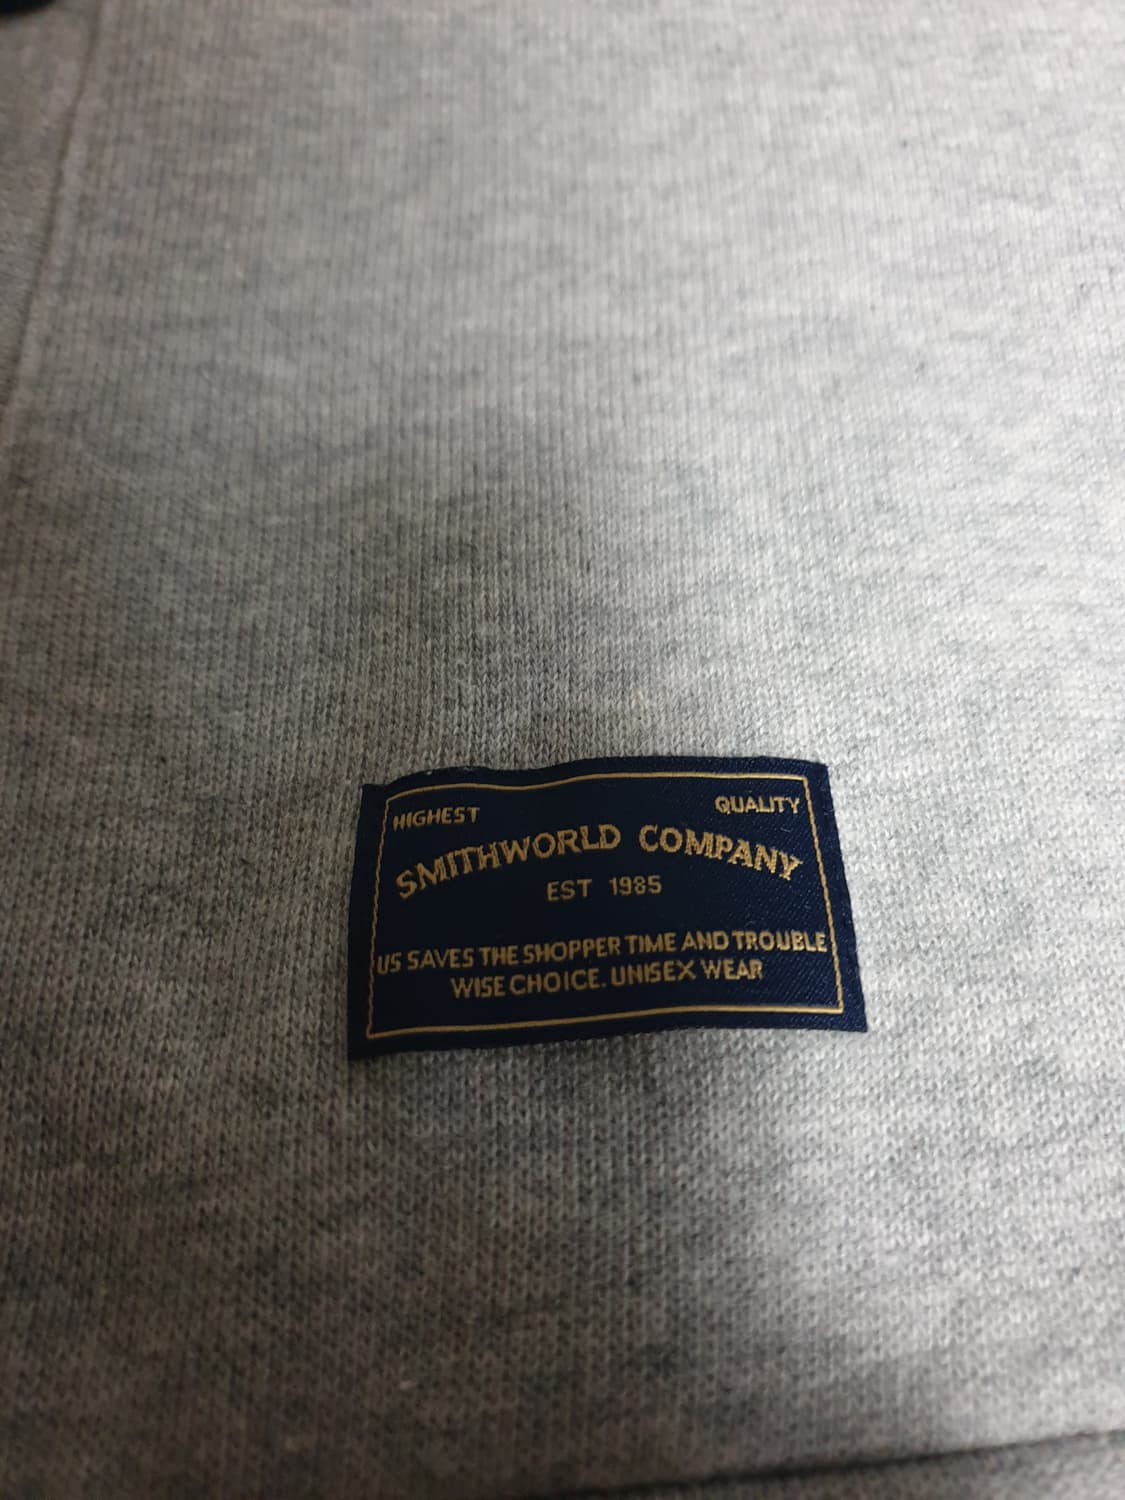 HIGHEST QUALITY
SMITHWORLD COMPANY
EST 1985
US SAVES THE SHOPPER TIME AND TROUBLE
WISE CHOICE. UNISEX WEAR